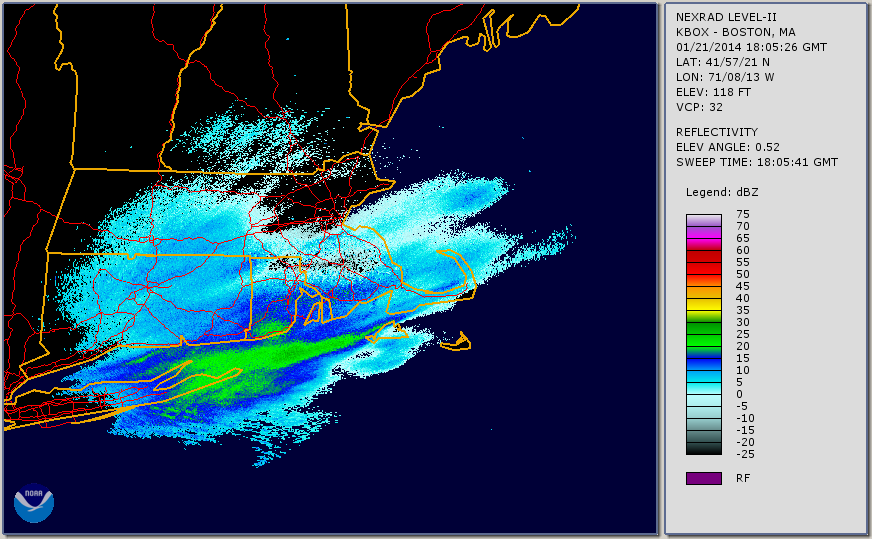 NEXRAD LEVEL-II
KBOX - BOSTON, MA
01/21/2014 18:05:26 GMT
LAT: 41/57/21 N
LON: 71/08/13 W
ELEV: 118 FT
VCP: 32
REFLECTIVITY
ELEV ANGLE: 0.52
SWEEP TIME: 18:05:41 GMT
Legend: dBZ
75
70
65
60
55
50
45
40
35
30
25
20
15
10
5
0
-5
-10
-15
-20
-25
RF
NOAA